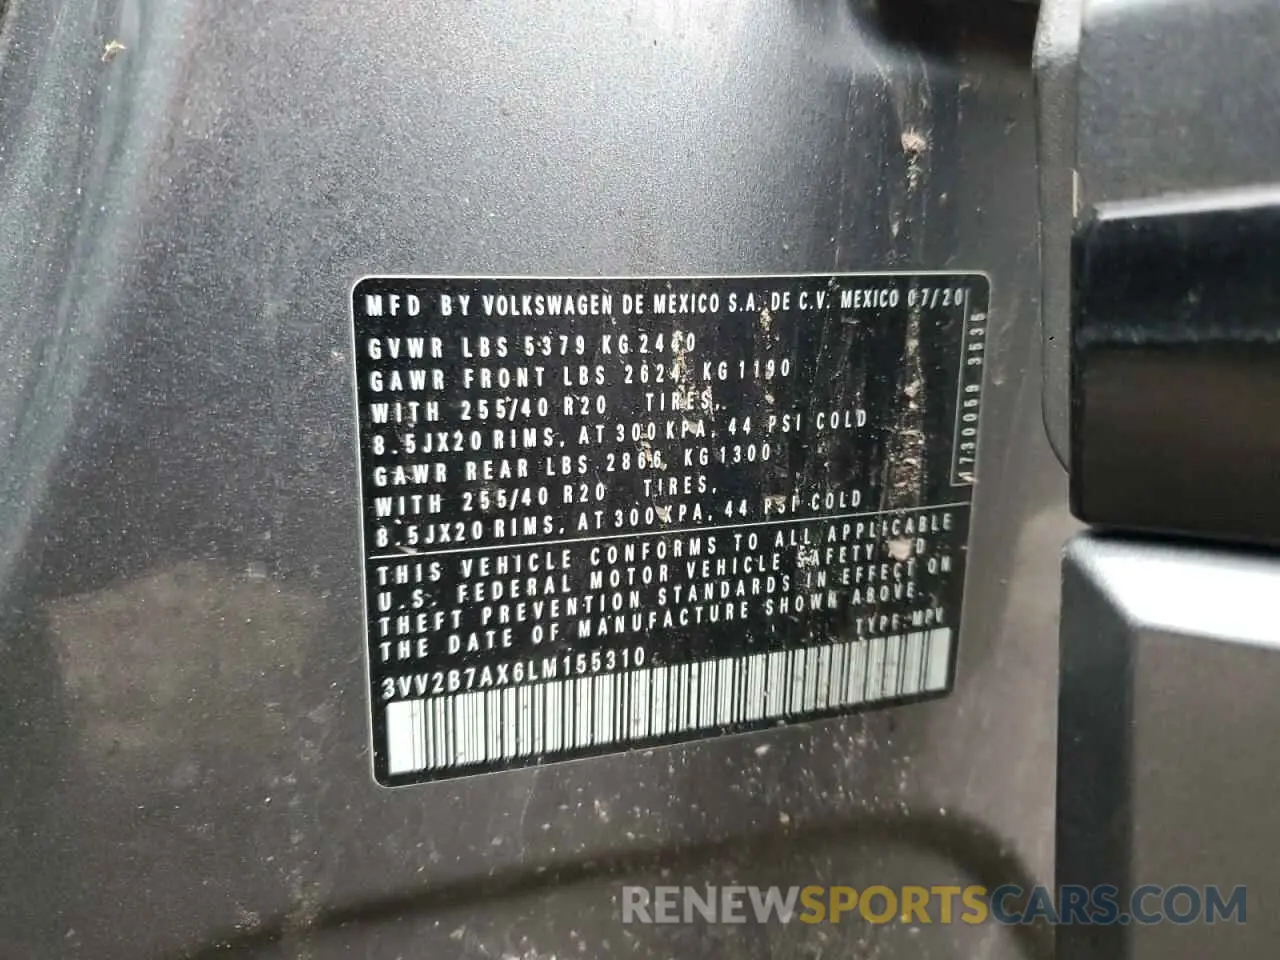 MFD BY VOLKSWAGEN DE MEXICO S.A. DE C.V. MEXICO 07/20
GVWR LBS 5379 KG 2440
GAWR FRONT LBS 2624, KG 1190
WITH 255/40 R20 TIRES,
8.5JX20 RIMS, AT 300 KPA, 44 PSI COLD
GAWR REAR LBS 2866, KG 1300
WITH 255/40 R20 TIRES,
8.5JX20 RIMS, AT 300 KPA, 44 PSI COLD
THIS VEHICLE CONFORMS TO ALL APPLICABLE
U.S. FEDERAL MOTOR VEHICLE SAFETY AND
THEFT PREVENTION STANDARDS IN EFFECT ON
THE DATE OF MANUFACTURE SHOWN ABOVE.
TYPE:MPV
3VV2B7AX6LM155310
RENEWSPORTSCARS.COM